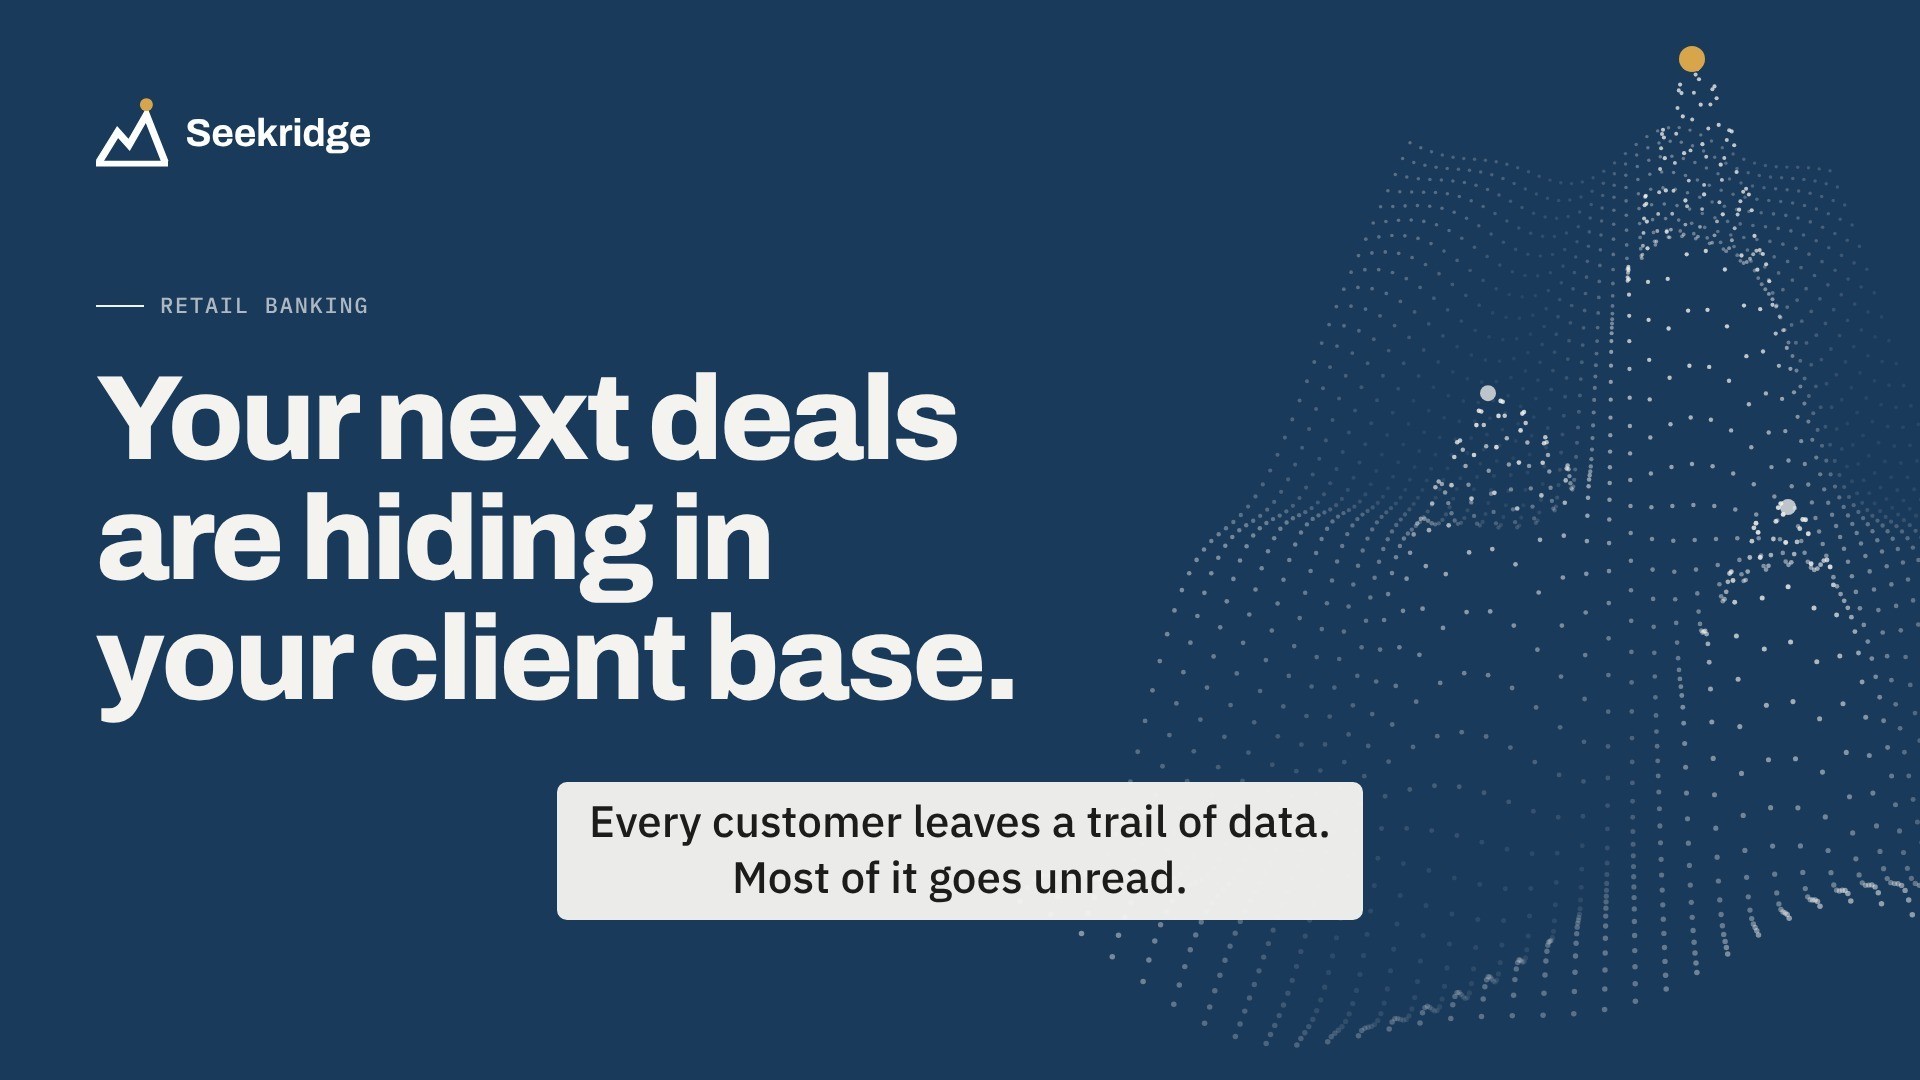 Seekridge
RETAIL BANKING
Your next deals
are hiding in
your client base.
Every customer leaves a trail of data.
Most of it goes unread.